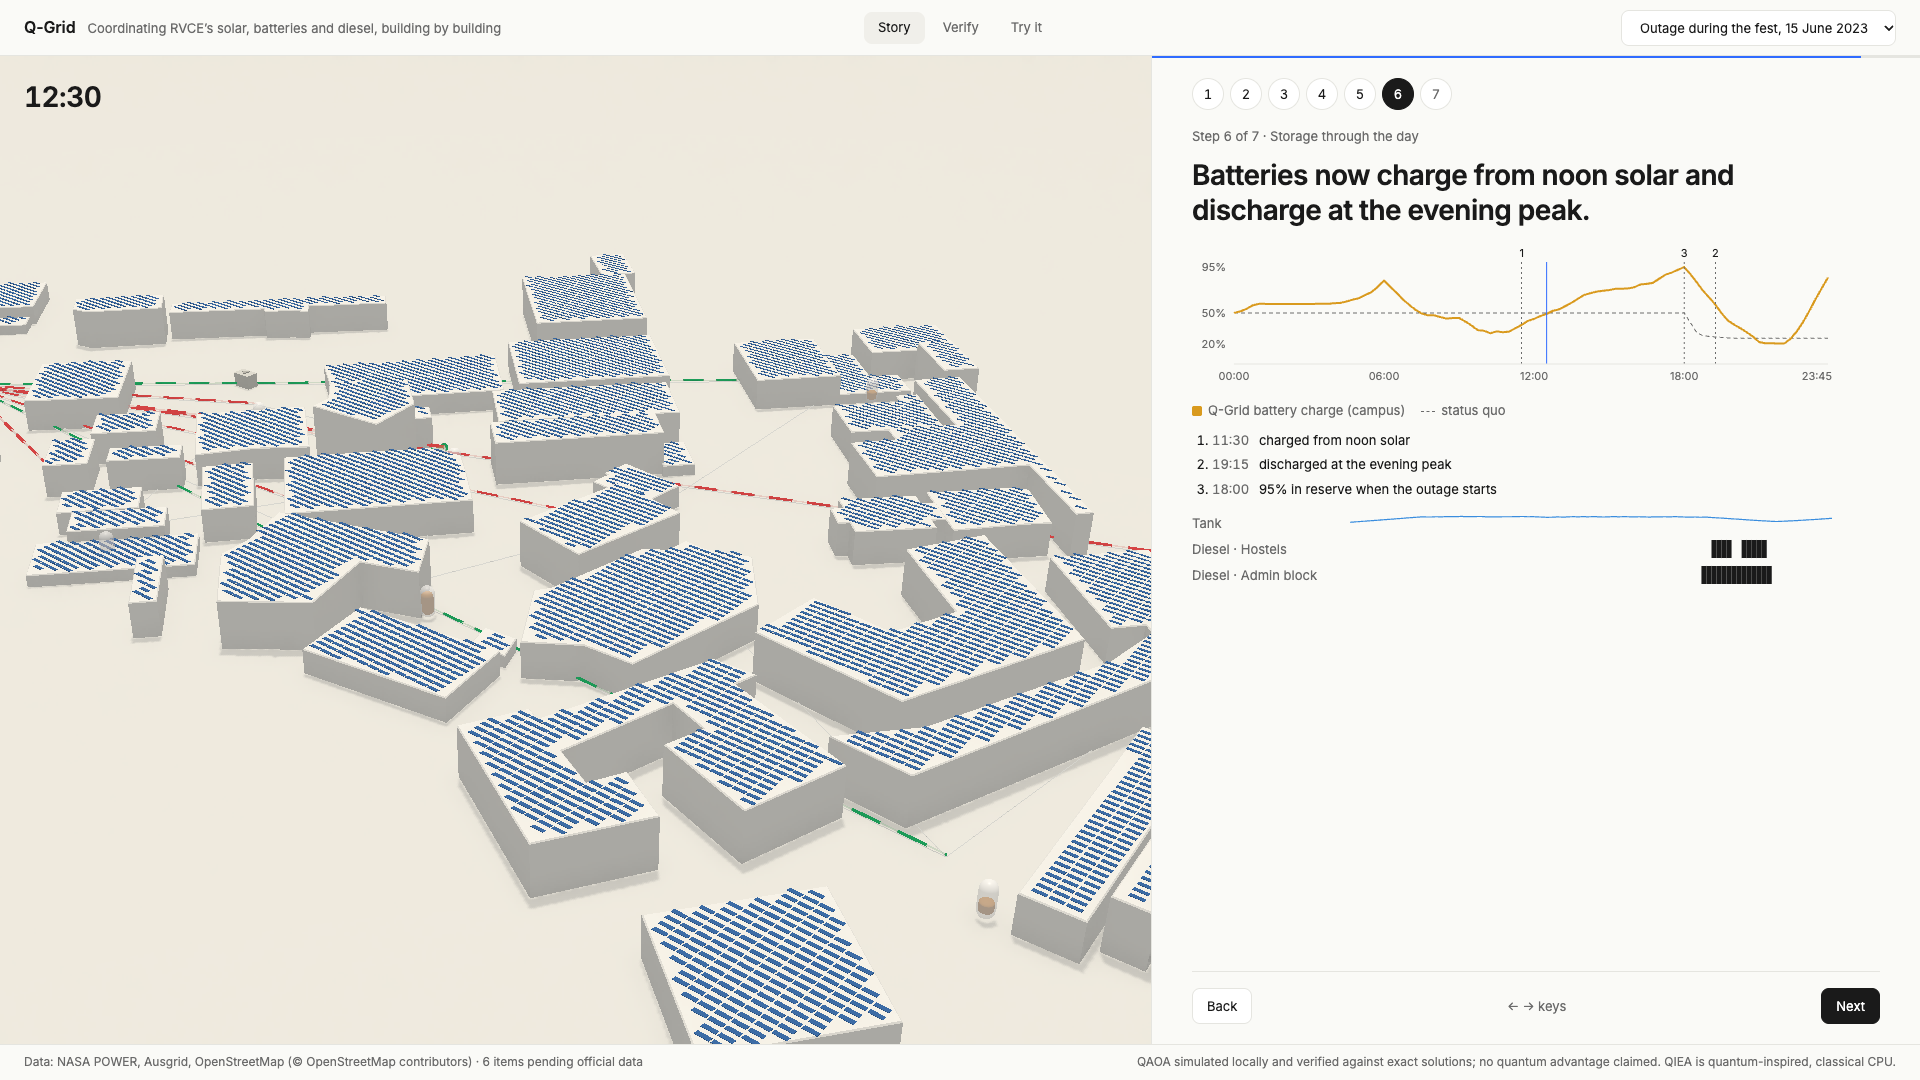 Q-Grid Coordinating RVCE's solar, batteries and diesel, building by building
Story Verify Try it
Outage during the fest, 15 June 2023
12:30
1 2 3 4 5 6 7
Step 6 of 7 · Storage through the day
Batteries now charge from noon solar and
discharge at the evening peak.
1 3 2
95%
50%
20%
00:00 06:00 12:00 18:00 23:45
Q-Grid battery charge (campus) --- status quo
1. 11:30 charged from noon solar
2. 19:15 discharged at the evening peak
3. 18:00 95% in reserve when the outage starts
Tank
Diesel · Hostels
Diesel · Admin block
Back ← → keys Next
Data: NASA POWER, Ausgrid, OpenStreetMap (© OpenStreetMap contributors) · 6 items pending official data
QAOA simulated locally and verified against exact solutions; no quantum advantage claimed. QIEA is quantum-inspired, classical CPU.